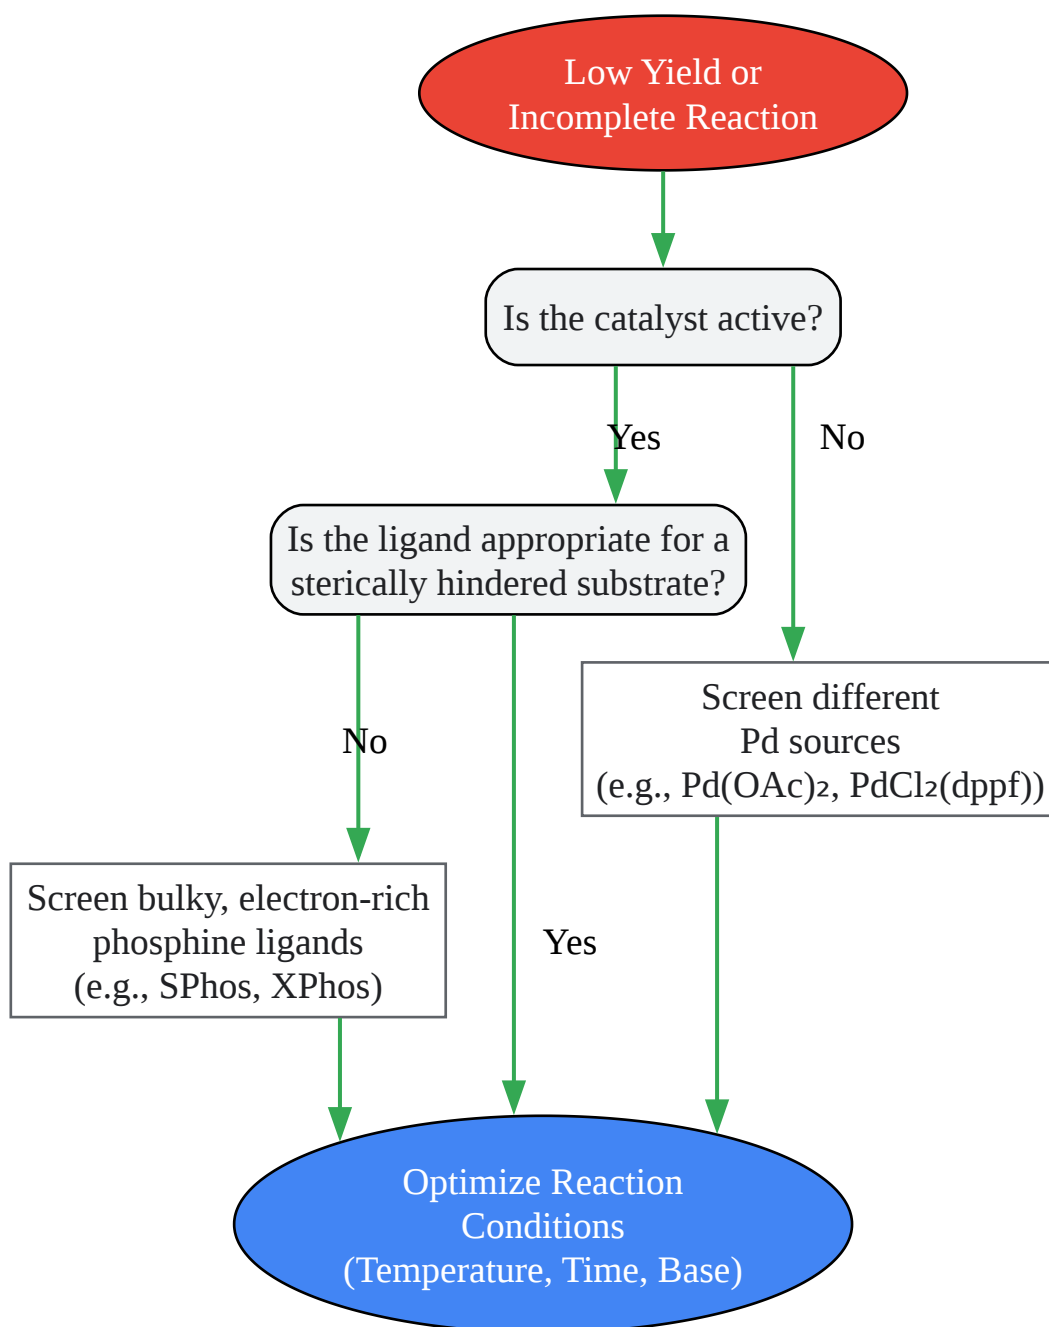 Low Yield or
Incomplete Reaction
Is the catalyst active?
Yes
No
Is the ligand appropriate for a
sterically hindered substrate?
Screen different
Pd sources
(e.g., Pd(OAc)₂, PdCl₂(dppf))
No
Screen bulky, electron-rich
phosphine ligands
(e.g., SPhos, XPhos)
Yes
Optimize Reaction
Conditions
(Temperature, Time, Base)